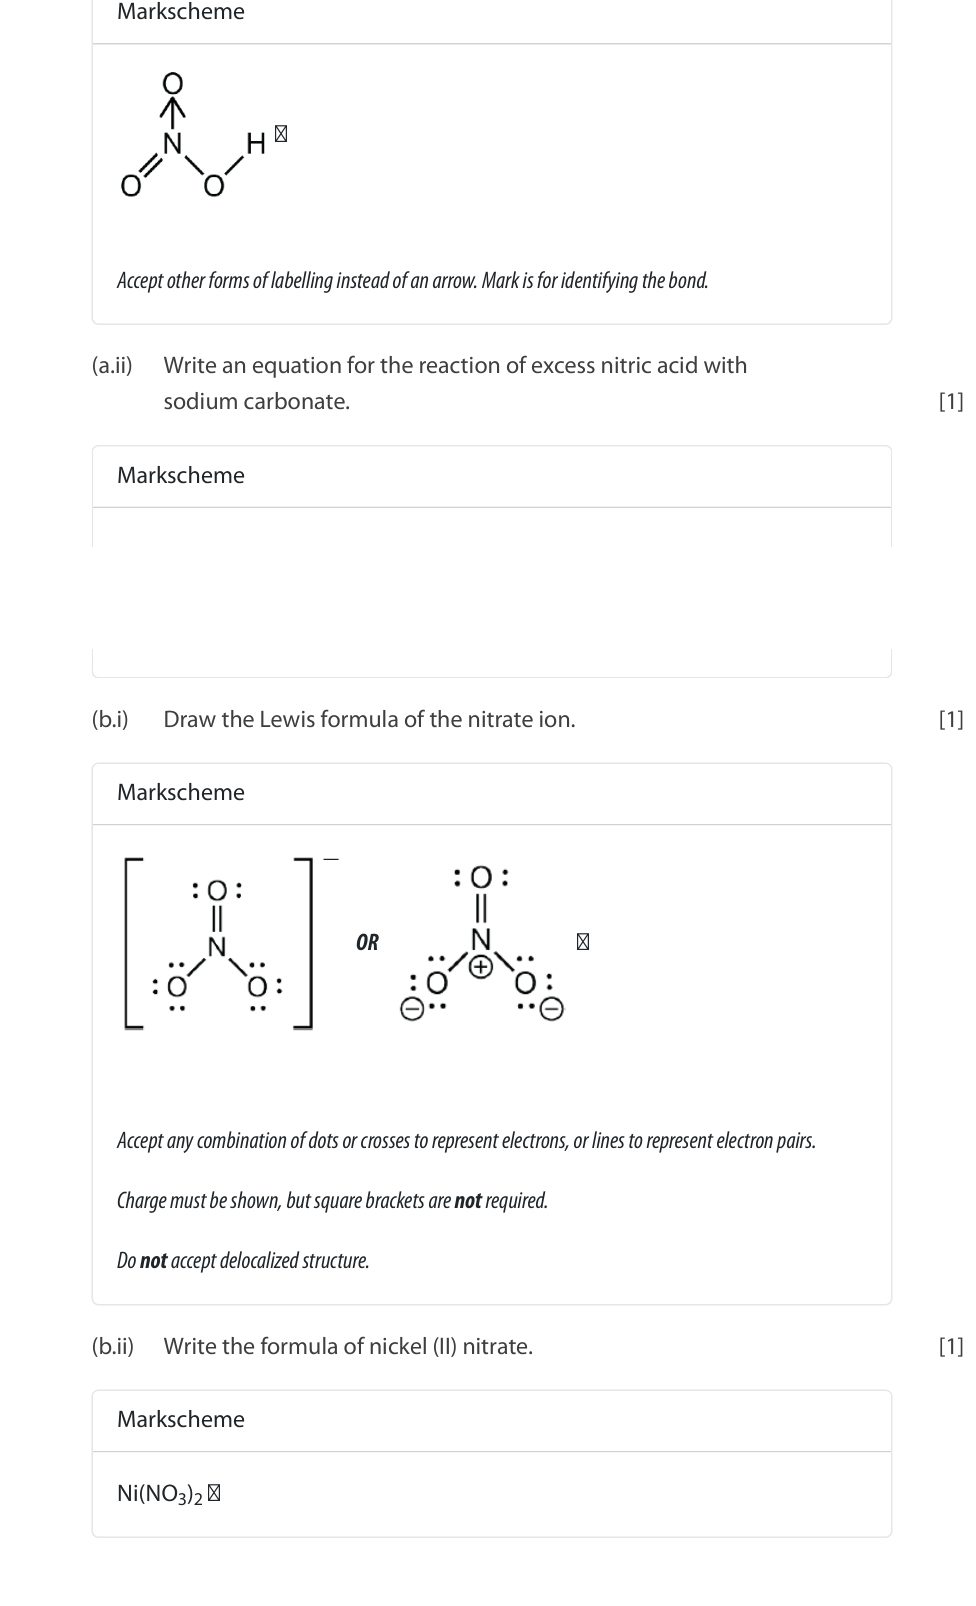 Markscheme
O
N
H
O
O
Accept other forms of labelling instead of an arrow. Mark is for identifying the bond.
(a.ii) Write an equation for the reaction of excess nitric acid with
sodium carbonate. [1]
Markscheme
(b.i) Draw the Lewis formula of the nitrate ion. [1]
Markscheme
:O:
N
:O O:
–
OR
:O:
N
+
:O O:
− −
Accept any combination of dots or crosses to represent electrons, or lines to represent electron pairs.
Charge must be shown, but square brackets are not required.
Do not accept delocalized structure.
(b.ii) Write the formula of nickel (II) nitrate. [1]
Markscheme
Ni(NO₃)₂